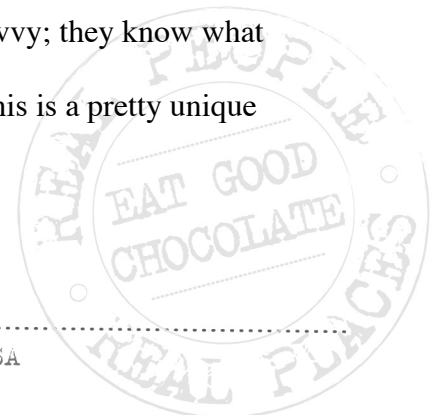 vvy; they know what
REAL PEOPLE
his is a pretty unique
EAT GOOD
CHOCOLATE
REAL PLACES
SA